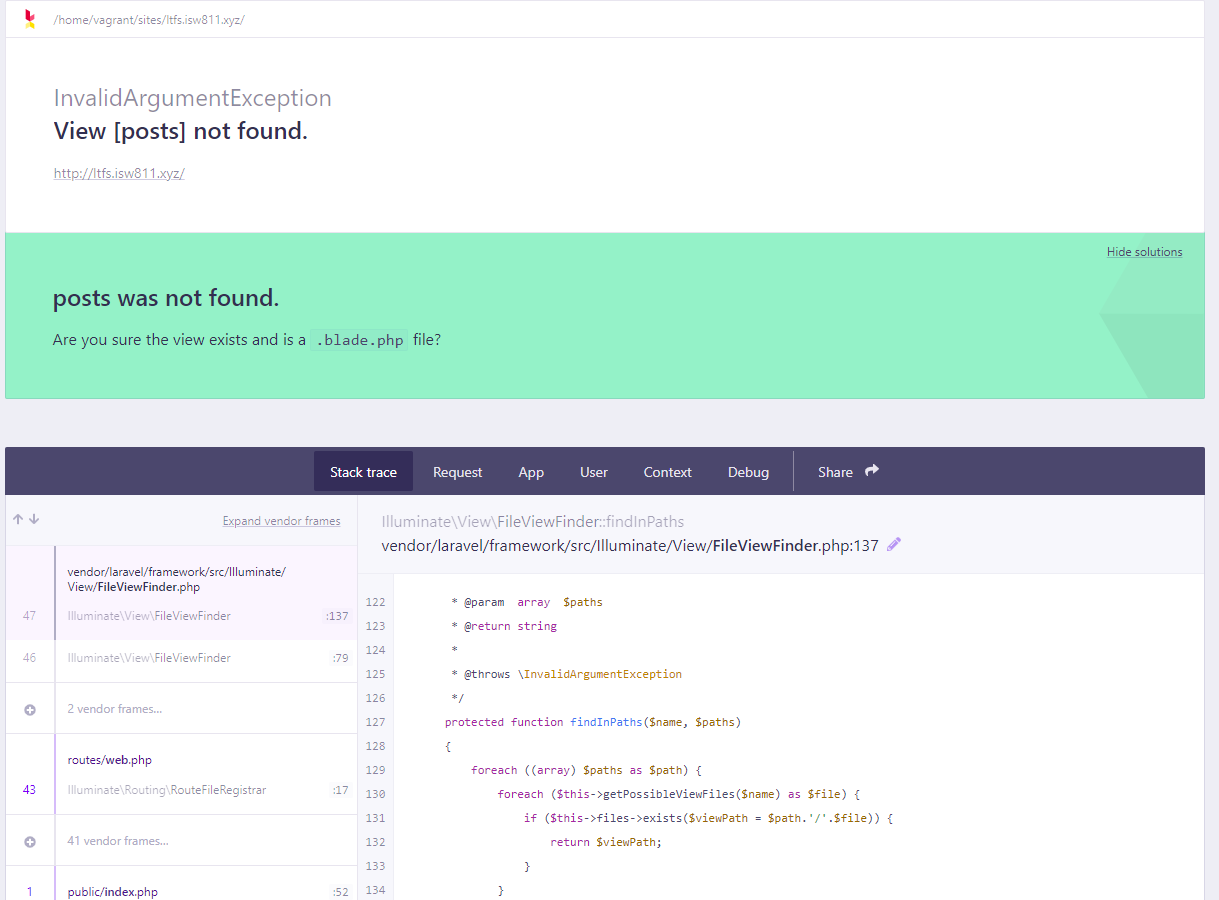 /home/vagrant/sites/ltfs.isw811.xyz/
InvalidArgumentException
View [posts] not found.
http://ltfs.isw811.xyz/
Hide solutions
posts was not found.
Are you sure the view exists and is a .blade.php file?
Stack trace Request App User Context Debug Share
Expand vendor frames
vendor/laravel/framework/src/Illuminate/
View/FileViewFinder.php
47 Illuminate\View\FileViewFinder :137
46 Illuminate\View\FileViewFinder :79
2 vendor frames...
routes/web.php
43 Illuminate\Routing\RouteFileRegistrar :17
41 vendor frames...
1 public/index.php :52
Illuminate\View\FileViewFinder::findInPaths
vendor/laravel/framework/src/Illuminate/View/FileViewFinder.php:137
122 * @param array $paths
123 * @return string
124 *
125 * @throws \InvalidArgumentException
126 */
127 protected function findInPaths($name, $paths)
128 {
129 foreach ((array) $paths as $path) {
130 foreach ($this->getPossibleViewFiles($name) as $file) {
131 if ($this->files->exists($viewPath = $path.'/'.$file)) {
132 return $viewPath;
133 }
134 }